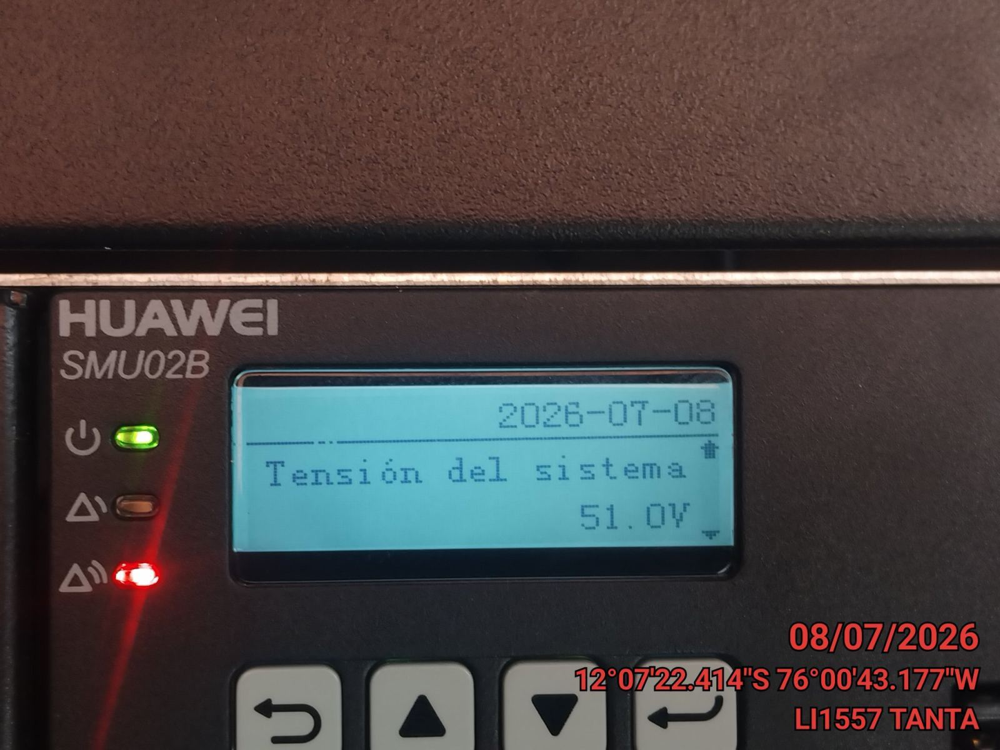 HUAWEI
SMU02B
2026-07-08
Tensión del sistema
51.0V
08/07/2026
12°07'22.414"S 76°00'43.177"W
LI1557 TANTA